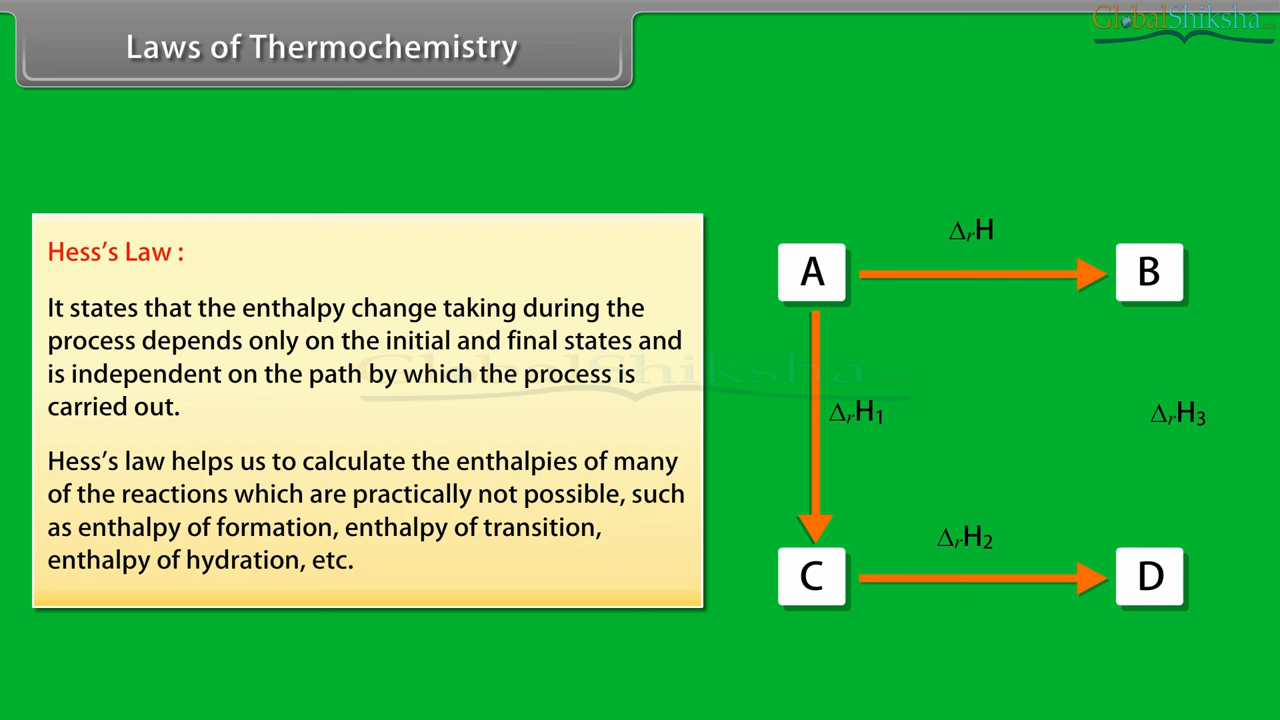 Laws of Thermochemistry
GlobalShiksha
Hess’s Law :
It states that the enthalpy change taking during the
process depends only on the initial and final states and
is independent on the path by which the process is
carried out.
Hess’s law helps us to calculate the enthalpies of many
of the reactions which are practically not possible, such
as enthalpy of formation, enthalpy of transition,
enthalpy of hydration, etc.
GlobalShiksha
ΔrH
A
B
ΔrH1
ΔrH3
ΔrH2
C
D